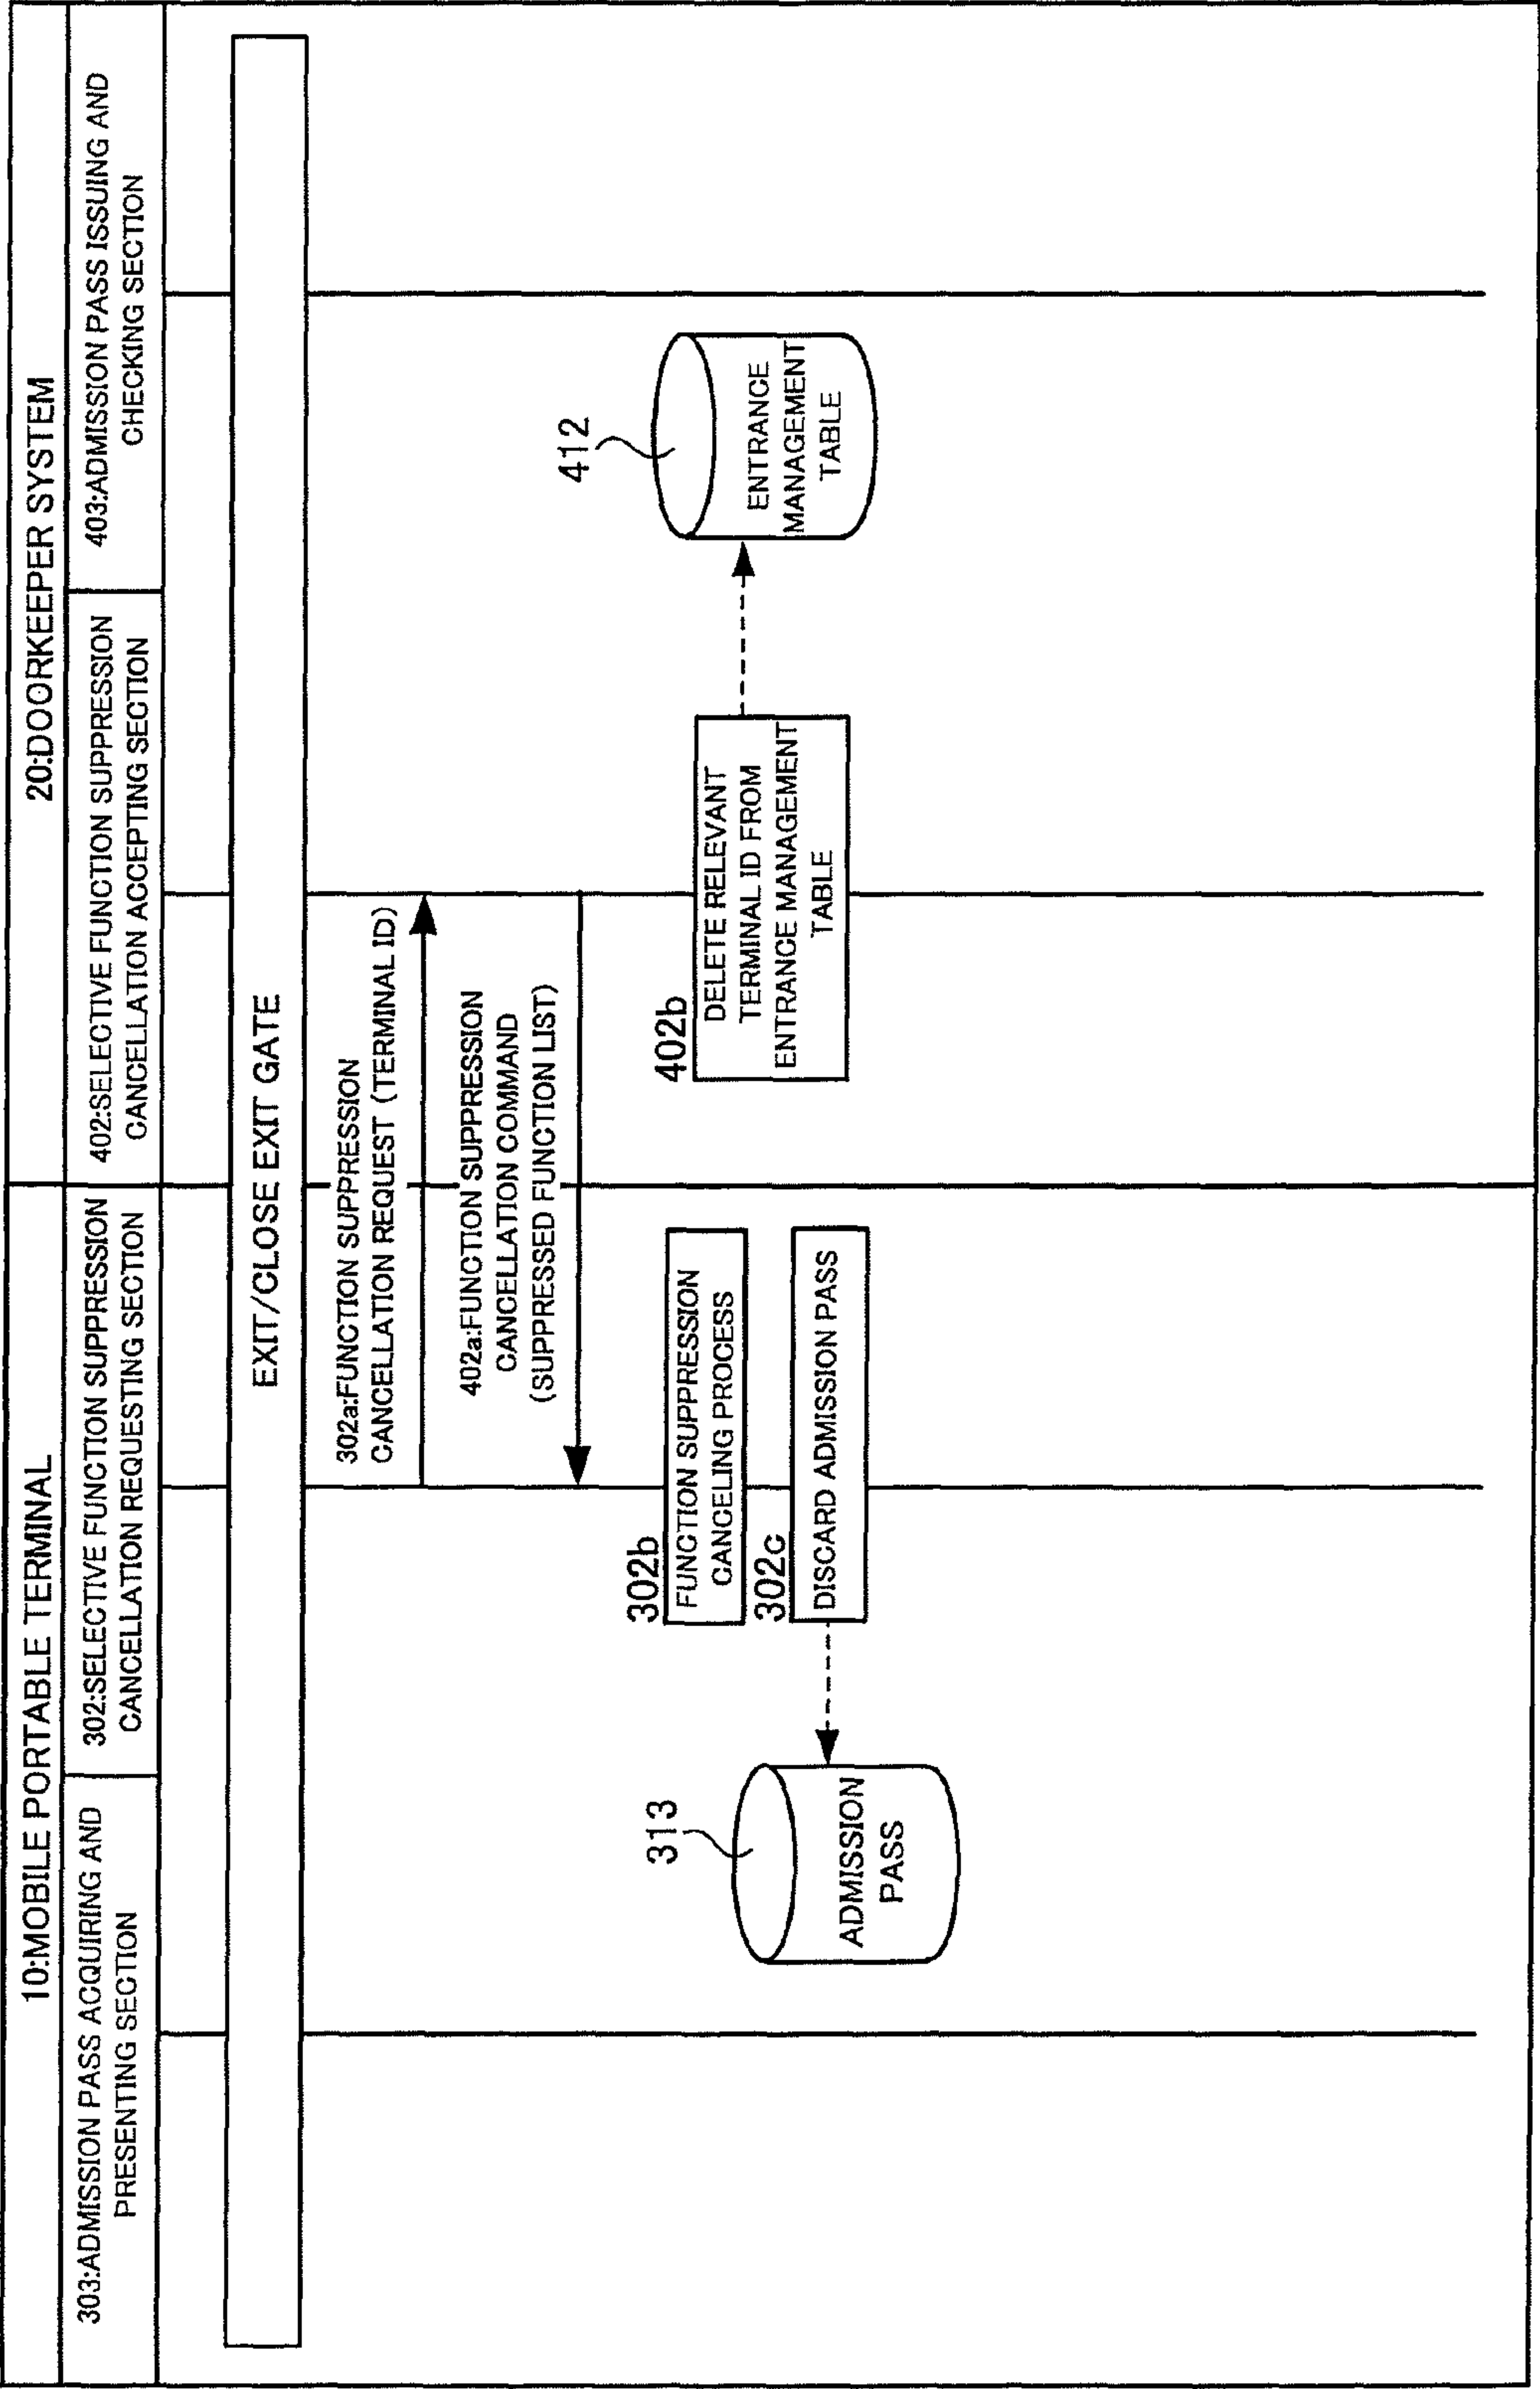 10:MOBILE PORTABLE TERMINAL
20:DOORKEEPER SYSTEM
303:ADMISSION PASS ACQUIRING AND
PRESENTING SECTION
302:SELECTIVE FUNCTION SUPPRESSION
CANCELLATION REQUESTING SECTION
402:SELECTIVE FUNCTION SUPPRESSION
CANCELLATION ACCEPTING SECTION
403:ADMISSION PASS ISSUING AND
CHECKING SECTION
EXIT/CLOSE EXIT GATE
302a:FUNCTION SUPPRESSION
CANCELLATION REQUEST (TERMINAL ID)
402a:FUNCTION SUPPRESSION
CANCELLATION COMMAND
(SUPPRESSED FUNCTION LIST)
302b
FUNCTION SUPPRESSION
CANCELING PROCESS
302c
DISCARD ADMISSION PASS
313
ADMISSION
PASS
402b
DELETE RELEVANT
TERMINAL ID FROM
ENTRANCE MANAGEMENT
TABLE
412
ENTRANCE
MANAGEMENT
TABLE